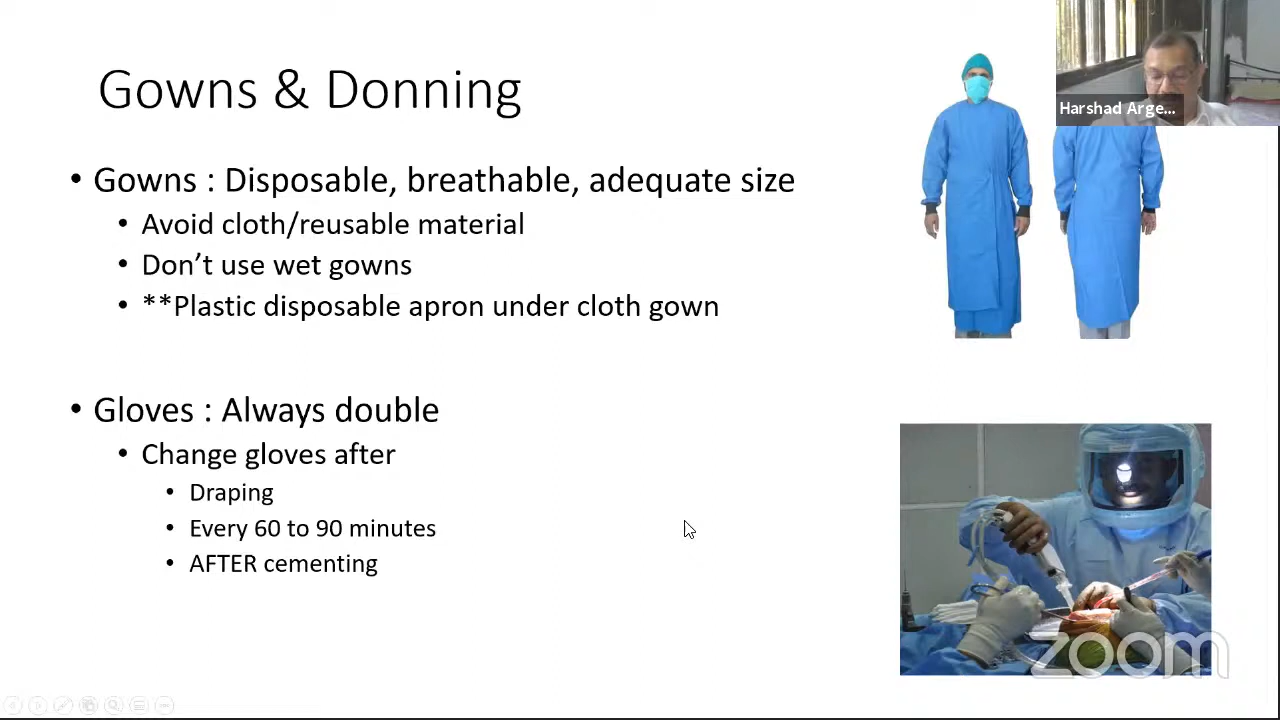 Gowns & Donning
Harshad Arge...
• Gowns : Disposable, breathable, adequate size
• Avoid cloth/reusable material
• Don’t use wet gowns
• **Plastic disposable apron under cloth gown
• Gloves : Always double
• Change gloves after
• Draping
• Every 60 to 90 minutes
• AFTER cementing
zoom